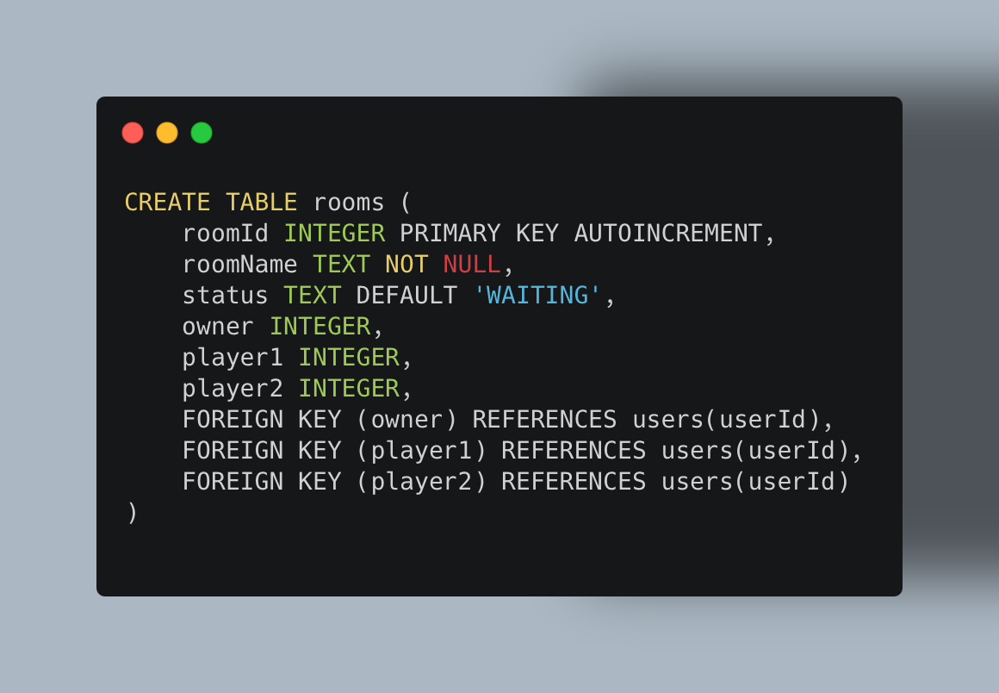 CREATE TABLE rooms (
    roomId INTEGER PRIMARY KEY AUTOINCREMENT,
    roomName TEXT NOT NULL,
    status TEXT DEFAULT 'WAITING',
    owner INTEGER,
    player1 INTEGER,
    player2 INTEGER,
    FOREIGN KEY (owner) REFERENCES users(userId),
    FOREIGN KEY (player1) REFERENCES users(userId),
    FOREIGN KEY (player2) REFERENCES users(userId)
)